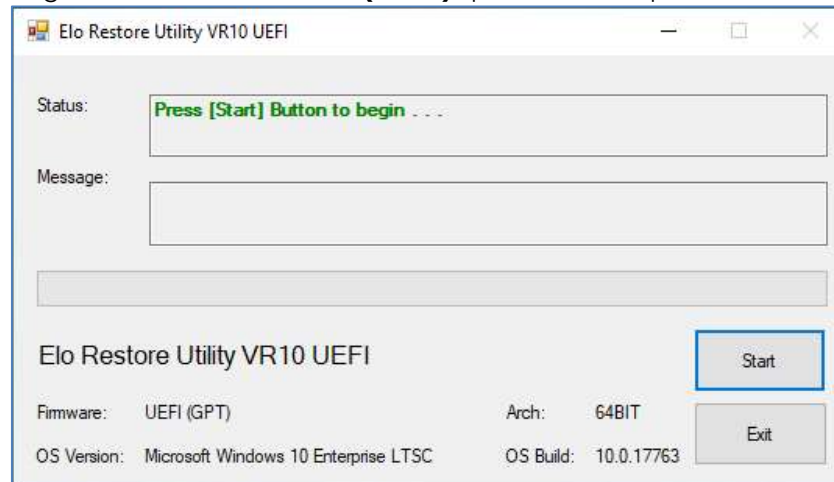 Elo Restore Utility VR10 UEFI
Status:
Press [Start] Button to begin . . .
Message:
Elo Restore Utility VR10 UEFI
Start
Firmware: UEFI (GPT) Arch: 64BIT
Exit
OS Version: Microsoft Windows 10 Enterprise LTSC OS Build: 10.0.17763